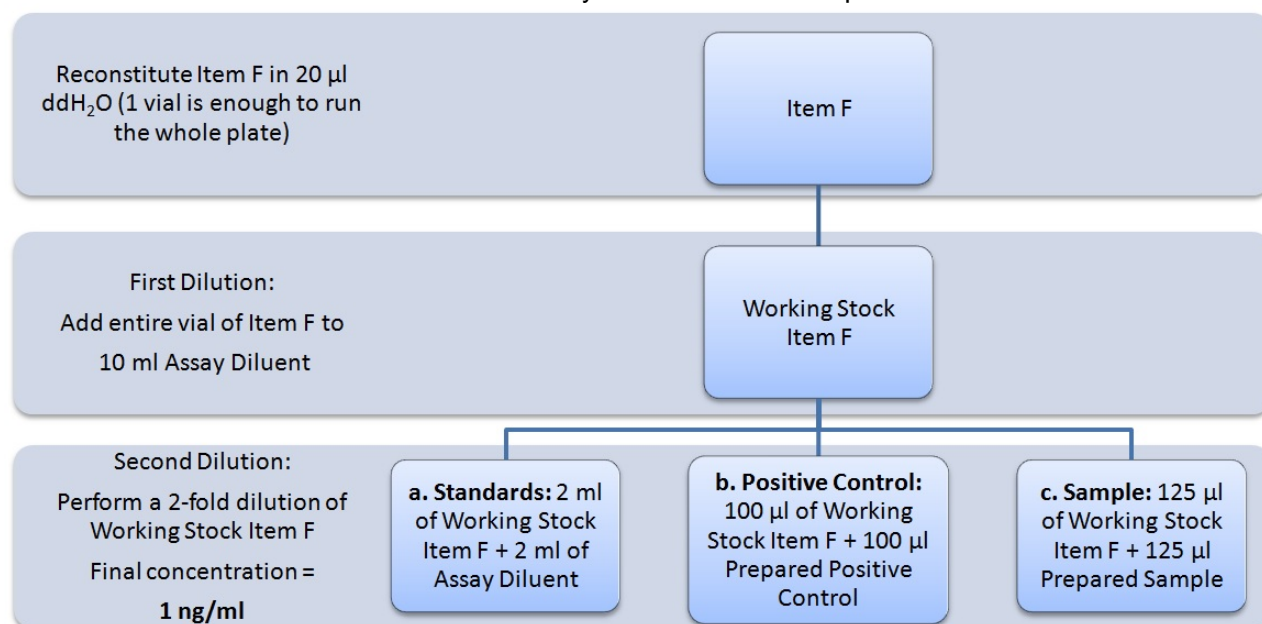 Reconstitute Item F in 20 µl
ddH₂O (1 vial is enough to run
the whole plate)
Item F
First Dilution:
Add entire vial of Item F to
10 ml Assay Diluent
Working Stock
Item F
Second Dilution:
Perform a 2-fold dilution of
Working Stock Item F
Final concentration =
1 ng/ml
a. Standards: 2 ml
of Working Stock
Item F + 2 ml of
Assay Diluent
b. Positive Control:
100 µl of Working
Stock Item F + 100 µl
Prepared Positive
Control
c. Sample: 125 µl
of Working Stock
Item F + 125 µl
Prepared Sample